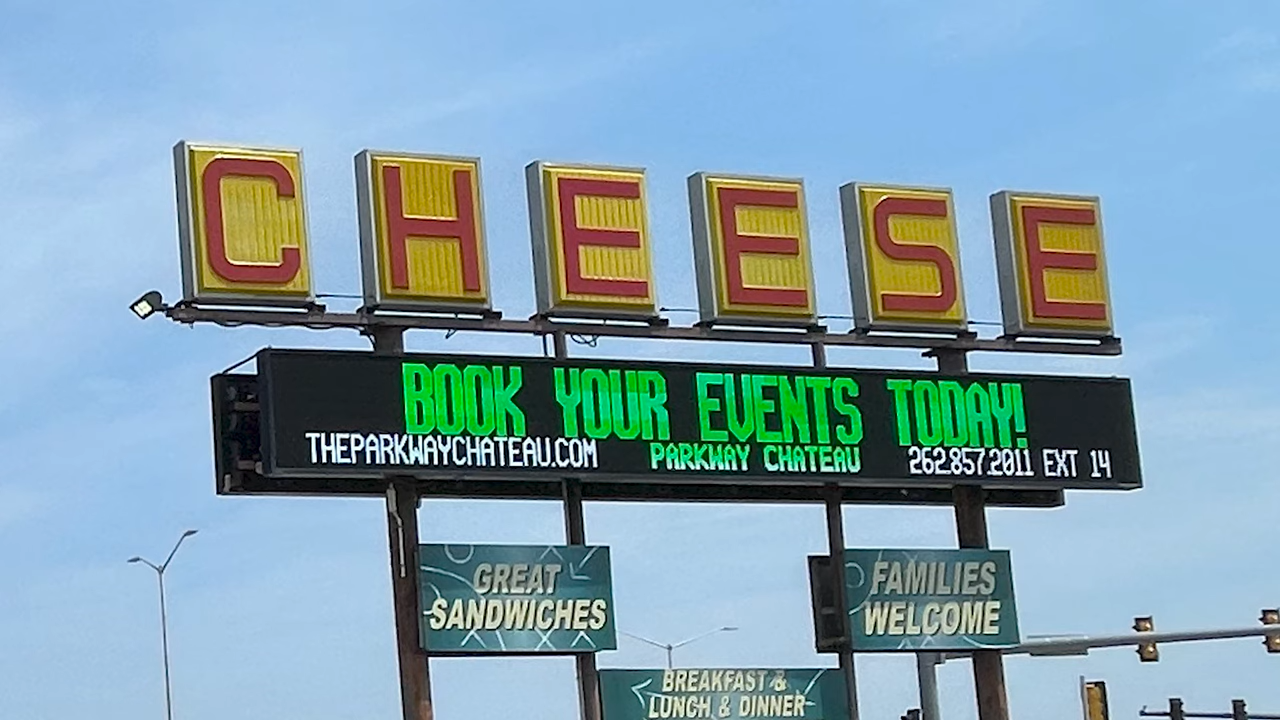 CHEESE
BOOK YOUR EVENTS TODAY!
THEPARKWAYCHATEAU.COM PARKWAY CHATEAU 262.857.2011 EXT 14
GREAT
SANDWICHES
FAMILIES
WELCOME
BREAKFAST &
LUNCH & DINNER